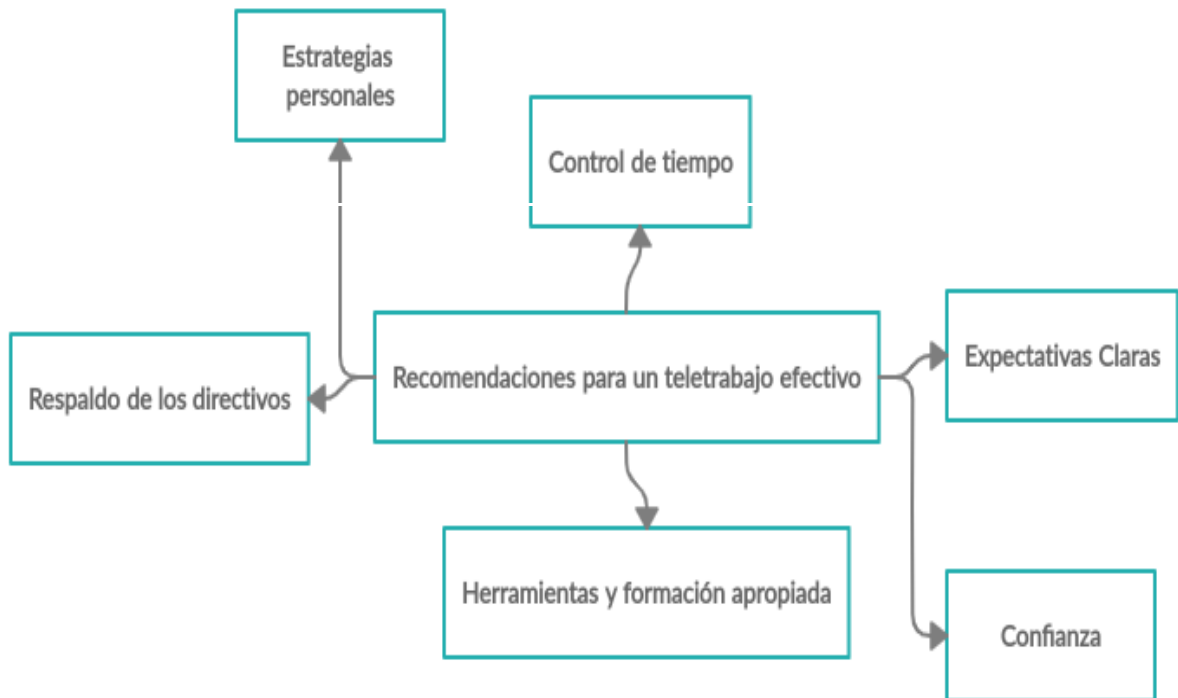 Estrategias
personales
Control de tiempo
Expectativas Claras
Recomendaciones para un teletrabajo efectivo
Respaldo de los directivos
Herramientas y formación apropiada
Confianza